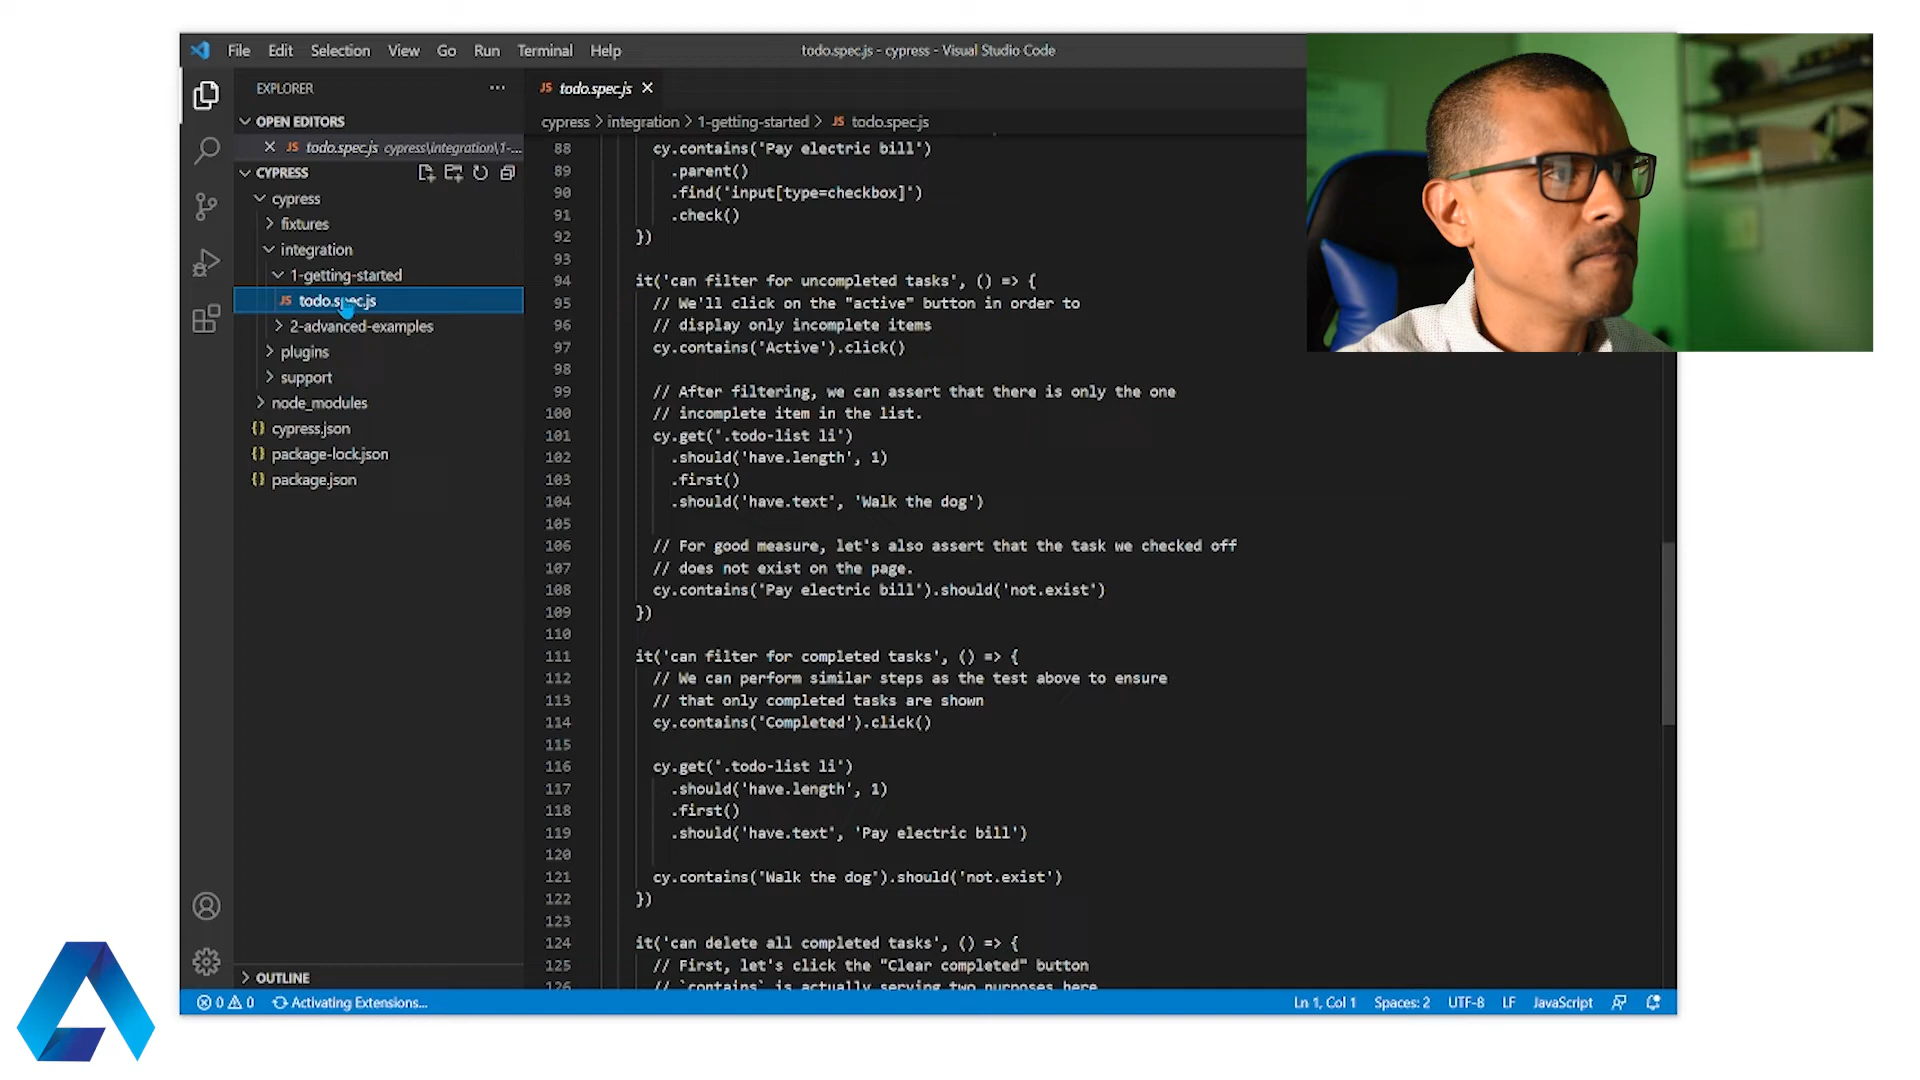 File Edit Selection View Go Run Terminal Help
todo.spec.js - cypress - Visual Studio Code
EXPLORER
OPEN EDITORS
JS todo.spec.js cypress\integration\1-...
CYPRESS
cypress
fixtures
integration
1-getting-started
JS todo.spec.js
2-advanced-examples
plugins
support
node_modules
{} cypress.json
{} package-lock.json
{} package.json
OUTLINE
JS todo.spec.js
cypress > integration > 1-getting-started > JS todo.spec.js
88 cy.contains('Pay electric bill')
89 .parent()
90 .find('input[type=checkbox]')
91 .check()
92 })
93
94 it('can filter for uncompleted tasks', () => {
95 // We'll click on the "active" button in order to
96 // display only incomplete items
97 cy.contains('Active').click()
98
99 // After filtering, we can assert that there is only the one
100 // incomplete item in the list.
101 cy.get('.todo-list li')
102 .should('have.length', 1)
103 .first()
104 .should('have.text', 'Walk the dog')
105
106 // For good measure, let's also assert that the task we checked off
107 // does not exist on the page.
108 cy.contains('Pay electric bill').should('not.exist')
109 })
110
111 it('can filter for completed tasks', () => {
112 // We can perform similar steps as the test above to ensure
113 // that only completed tasks are shown
114 cy.contains('Completed').click()
115
116 cy.get('.todo-list li')
117 .should('have.length', 1)
118 .first()
119 .should('have.text', 'Pay electric bill')
120
121 cy.contains('Walk the dog').should('not.exist')
122 })
123
124 it('can delete all completed tasks', () => {
125 // First, let's click the "Clear completed" button
126 // `contains` is actually serving two purposes here
0 0 Activating Extensions...
Ln 1, Col 1 Spaces: 2 UTF-8 LF JavaScript